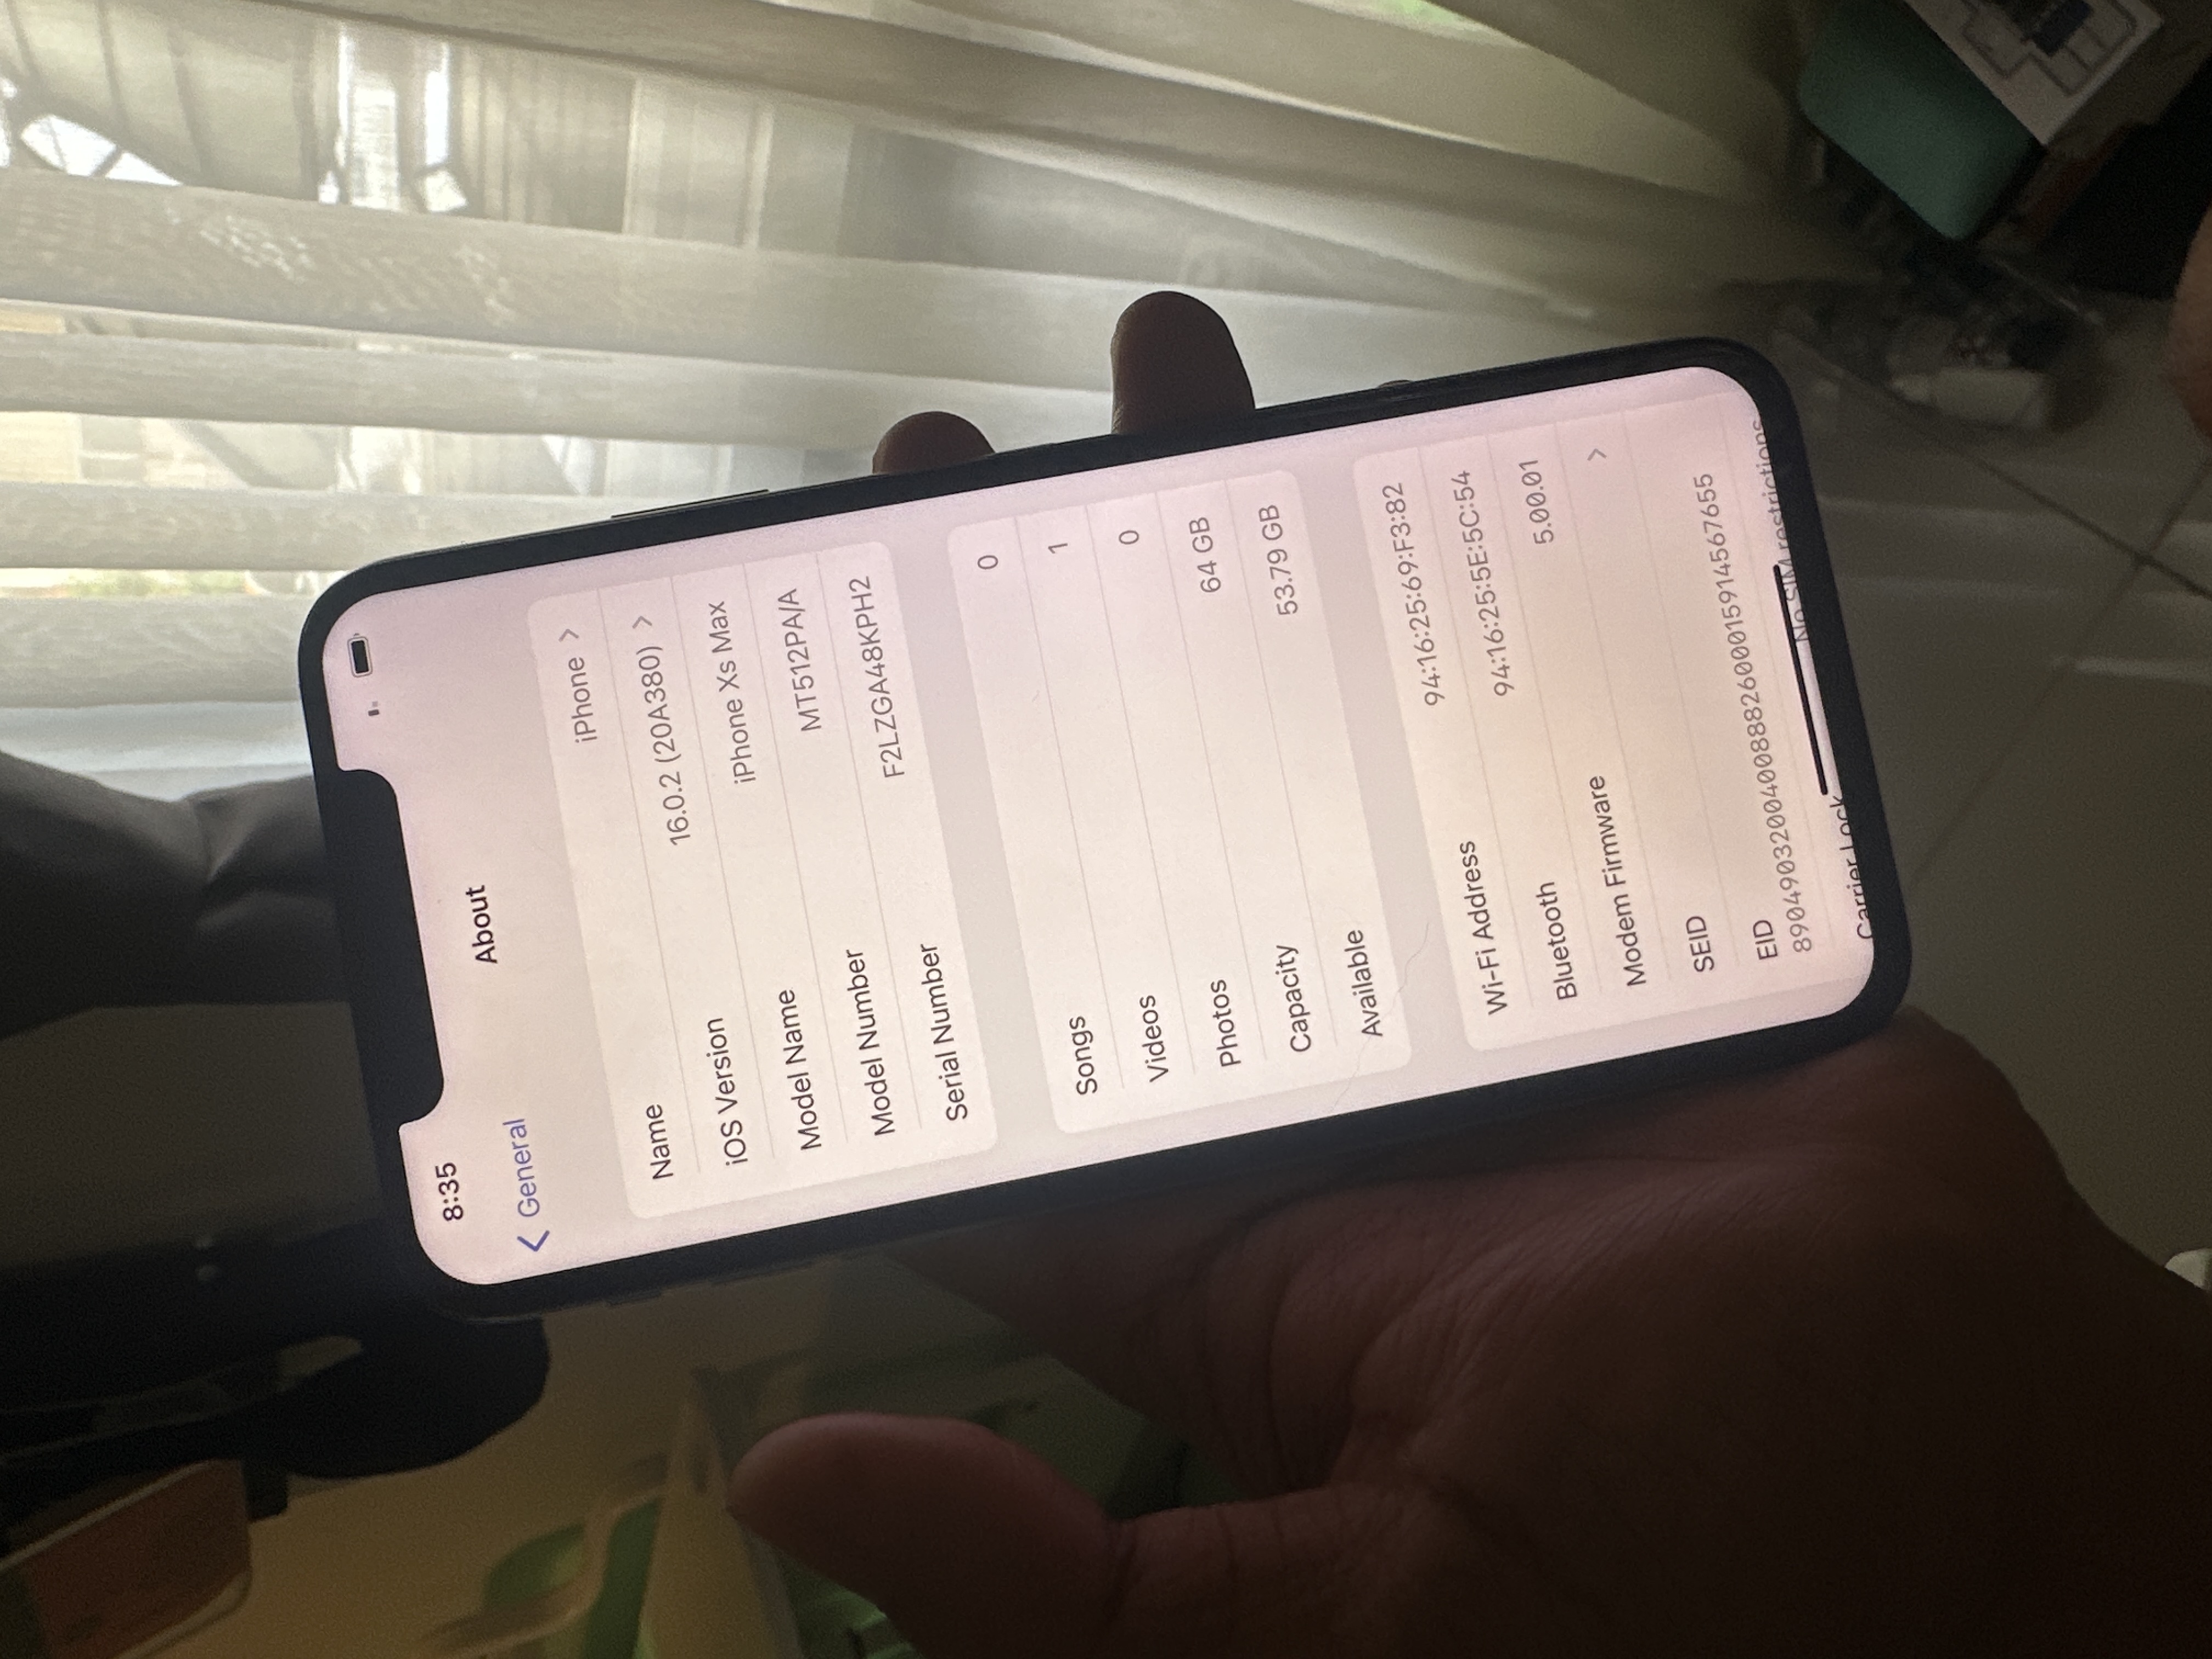 8:35
General
About
Name iPhone
iOS Version 16.0.2 (20A380)
Model Name iPhone Xs Max
Model Number MT512PA/A
Serial Number F2LZGA48KPH2
Songs 0
Videos 1
Photos 0
Capacity 64 GB
Available 53.79 GB
Wi-Fi Address 94:16:25:69:F3:82
Bluetooth 94:16:25:5E:5C:54
Modem Firmware 5.00.01
SEID
EID
89049032004008882600015914567655
Carrier Lock No SIM restrictions